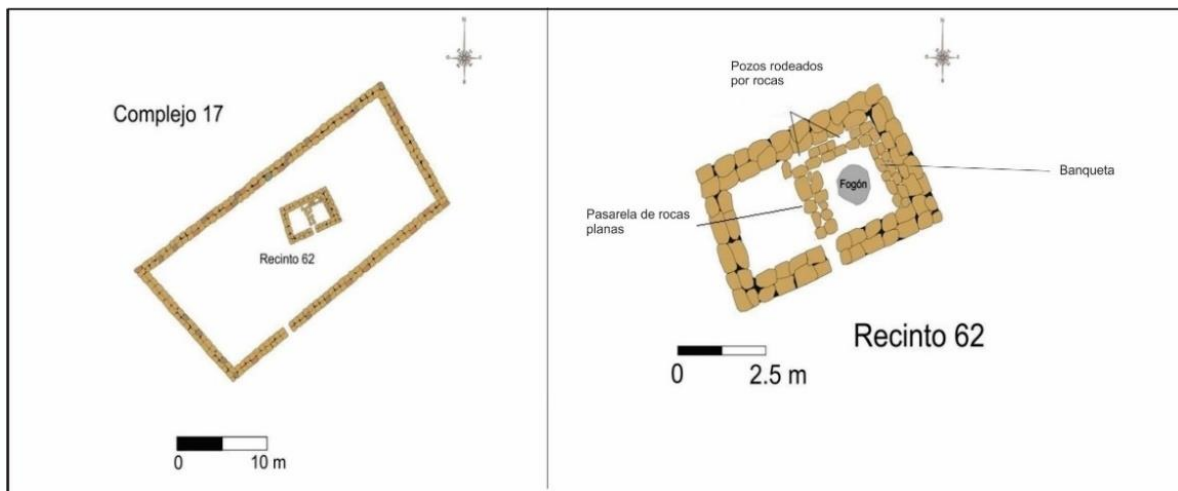 Complejo 17
Recinto 62
0 10 m
Pozos rodeados
por rocas
Banqueta
Fogón
Pasarela de rocas
planas
Recinto 62
0 2.5 m